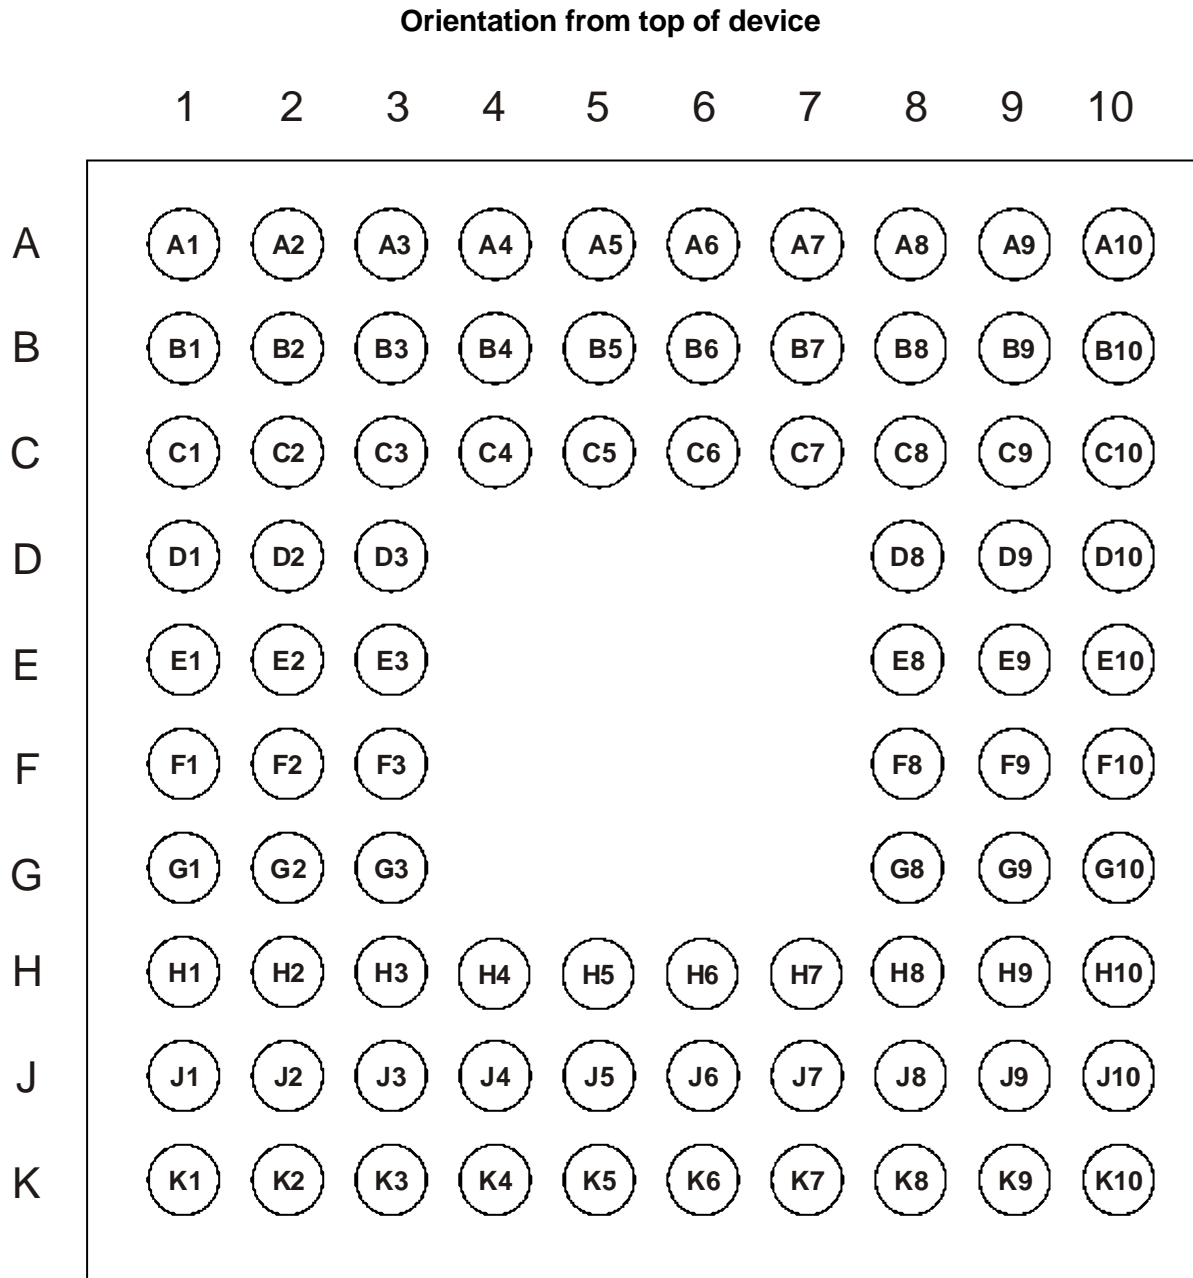 Orientation from top of device
1 2 3 4 5 6 7 8 9 10
A A1 A2 A3 A4 A5 A6 A7 A8 A9 A10
B B1 B2 B3 B4 B5 B6 B7 B8 B9 B10
C C1 C2 C3 C4 C5 C6 C7 C8 C9 C10
D D1 D2 D3 D8 D9 D10
E E1 E2 E3 E8 E9 E10
F F1 F2 F3 F8 F9 F10
G G1 G2 G3 G8 G9 G10
H H1 H2 H3 H4 H5 H6 H7 H8 H9 H10
J J1 J2 J3 J4 J5 J6 J7 J8 J9 J10
K K1 K2 K3 K4 K5 K6 K7 K8 K9 K10